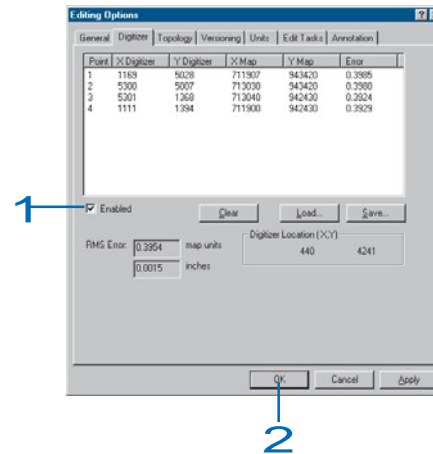 Editing Options
General Digitizer Topology Versioning Units Edit Tasks Annotation
Point X Digitizer Y Digitizer X Map Y Map Error
1 1169 5028 711907 943420 0.3985
2 5300 5007 713030 943420 0.3980
3 5301 1368 713040 942430 0.3924
4 1111 1394 711900 942430 0.3929
1
Enabled
Clear Load... Save...
Digitizer Location (X,Y)
RMS Error: 0.3954 map units
440 4241
0.0015 inches
OK Cancel Apply
2